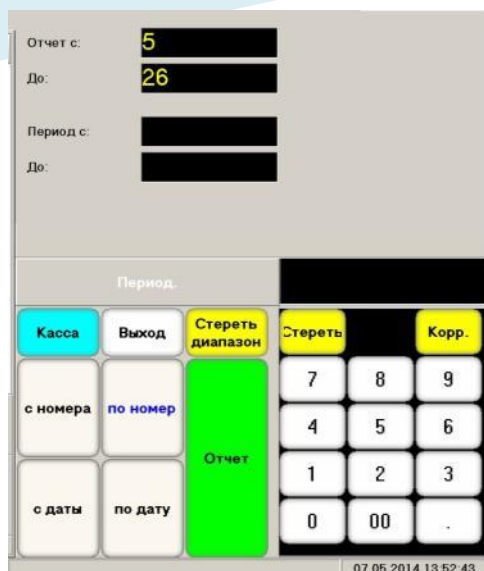 Отчет с: 5
До: 26
Период с:
До:
Период.
Касса Выход Стереть диапазон Стереть Корр.
7 8 9
с номера по номер
4 5 6
Отчет
1 2 3
с даты по дату
0 00 .
07.05.2014 13:52:43